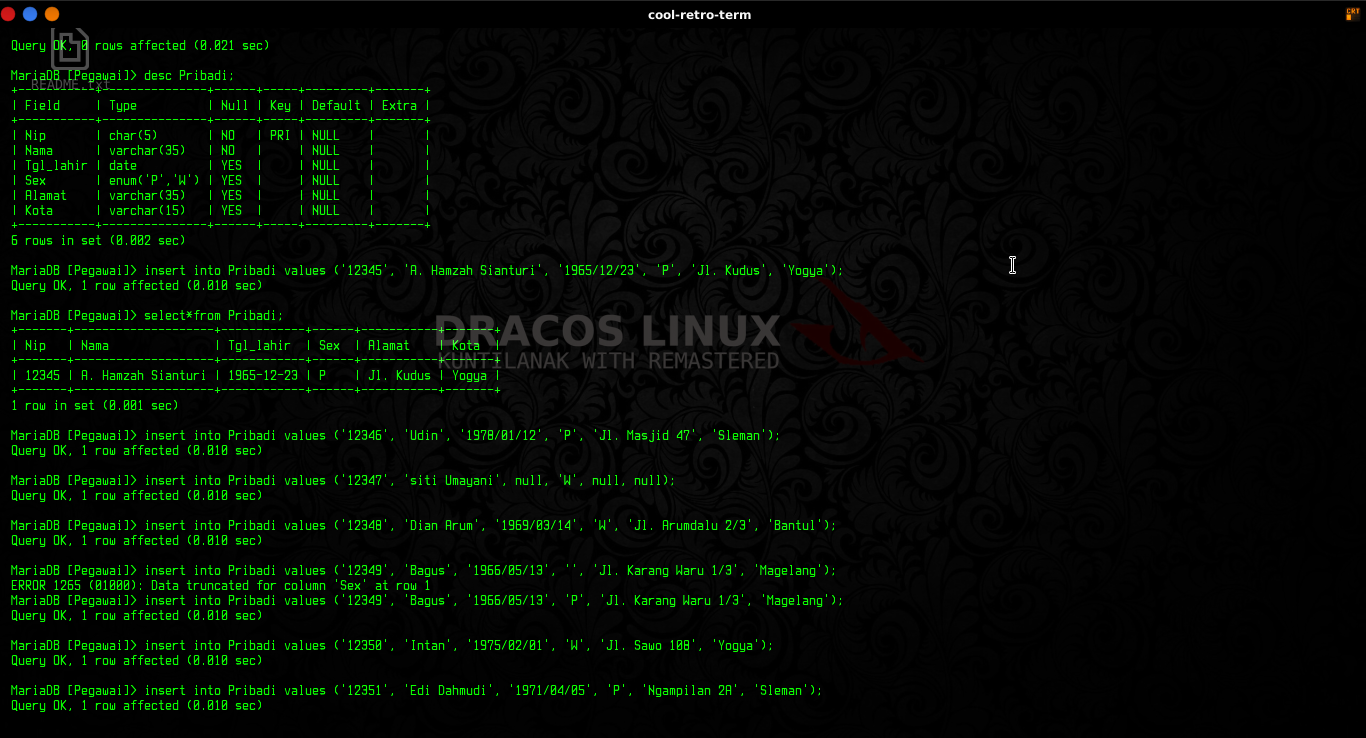 cool-retro-term
CRT
Query OK, 0 rows affected (0.021 sec)
MariaDB [Pegawai]> desc Pribadi;
README.txt
+-----------+---------------+------+-----+---------+-------+
| Field     | Type          | Null | Key | Default | Extra |
+-----------+---------------+------+-----+---------+-------+
| Nip       | char(5)       | NO   | PRI | NULL    |       |
| Nama      | varchar(35)   | NO   |     | NULL    |       |
| Tgl_lahir | date          | YES  |     | NULL    |       |
| Sex       | enum('P','W') | YES  |     | NULL    |       |
| Alamat    | varchar(35)   | YES  |     | NULL    |       |
| Kota      | varchar(15)   | YES  |     | NULL    |       |
+-----------+---------------+------+-----+---------+-------+
6 rows in set (0.002 sec)
MariaDB [Pegawai]> insert into Pribadi values ('12345', 'A. Hamzah Sianturi', '1965/12/23', 'P', 'Jl. Kudus', 'Yogya');
Query OK, 1 row affected (0.010 sec)
MariaDB [Pegawai]> select*from Pribadi;
+-------+--------------------+------------+------+-----------+-------+
| Nip   | Nama               | Tgl_lahir  | Sex  | Alamat    | Kota  |
+-------+--------------------+------------+------+-----------+-------+
| 12345 | A. Hamzah Sianturi | 1965-12-23 | P    | Jl. Kudus | Yogya |
+-------+--------------------+------------+------+-----------+-------+
DRACOS LINUX
KUNTILANAK WITH REMASTERED
1 row in set (0.001 sec)
MariaDB [Pegawai]> insert into Pribadi values ('12346', 'Udin', '1978/01/12', 'P', 'Jl. Masjid 47', 'Sleman');
Query OK, 1 row affected (0.010 sec)
MariaDB [Pegawai]> insert into Pribadi values ('12347', 'siti Umayani', null, 'W', null, null);
Query OK, 1 row affected (0.010 sec)
MariaDB [Pegawai]> insert into Pribadi values ('12348', 'Dian Arum', '1969/03/14', 'W', 'Jl. Arumdalu 2/3', 'Bantul');
Query OK, 1 row affected (0.010 sec)
MariaDB [Pegawai]> insert into Pribadi values ('12349', 'Bagus', '1966/05/13', '', 'Jl. Karang Waru 1/3', 'Magelang');
ERROR 1265 (01000): Data truncated for column 'Sex' at row 1
MariaDB [Pegawai]> insert into Pribadi values ('12349', 'Bagus', '1966/05/13', 'P', 'Jl. Karang Waru 1/3', 'Magelang');
Query OK, 1 row affected (0.010 sec)
MariaDB [Pegawai]> insert into Pribadi values ('12350', 'Intan', '1975/02/01', 'W', 'Jl. Sawo 108', 'Yogya');
Query OK, 1 row affected (0.010 sec)
MariaDB [Pegawai]> insert into Pribadi values ('12351', 'Edi Dahmudi', '1971/04/05', 'P', 'Ngampilan 2A', 'Sleman');
Query OK, 1 row affected (0.010 sec)